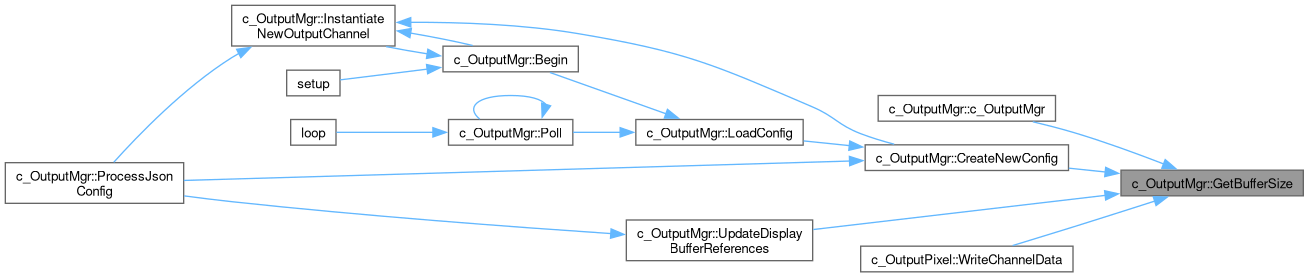 c_OutputMgr::Instantiate
NewOutputChannel
c_OutputMgr::Begin
setup
c_OutputMgr::c_OutputMgr
loop
c_OutputMgr::Poll
c_OutputMgr::LoadConfig
c_OutputMgr::CreateNewConfig
c_OutputMgr::ProcessJson
Config
c_OutputMgr::GetBufferSize
c_OutputMgr::UpdateDisplay
BufferReferences
c_OutputPixel::WriteChannelData